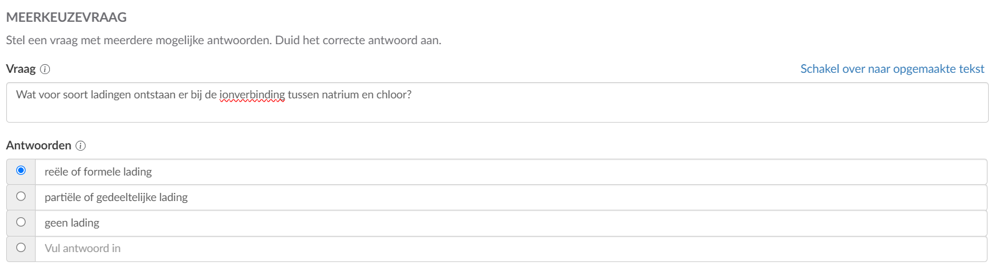 MEERKEUZEVRAAG
Stel een vraag met meerdere mogelijke antwoorden. Duid het correcte antwoord aan.
Vraag i Schakel over naar opgemaakte tekst
Wat voor soort ladingen ontstaan er bij de ionverbinding tussen natrium en chloor?
Antwoorden i
reële of formele lading
partiële of gedeeltelijke lading
geen lading
Vul antwoord in